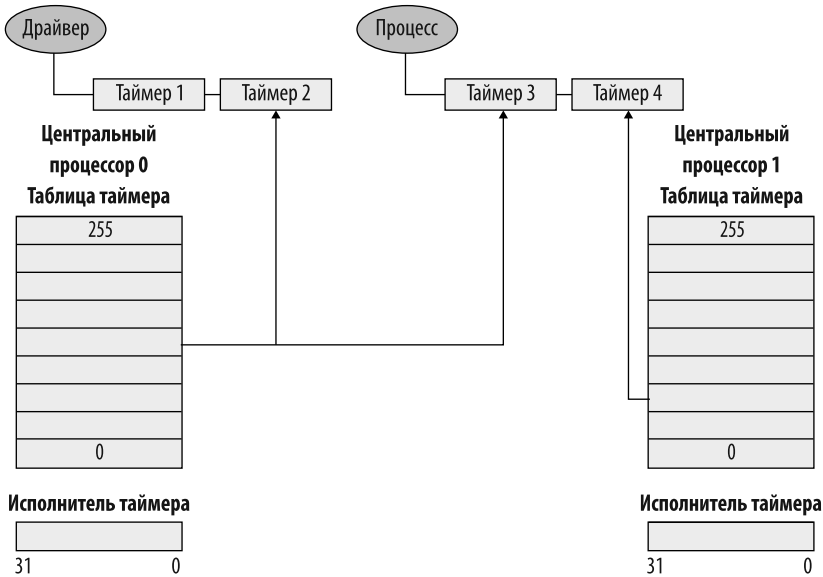 Драйвер
Процесс
Таймер 1
Таймер 2
Таймер 3
Таймер 4
Центральный
процессор 0
Таблица таймера
255
0
Исполнитель таймера
31
0
Центральный
процессор 1
Таблица таймера
255
0
Исполнитель таймера
31
0